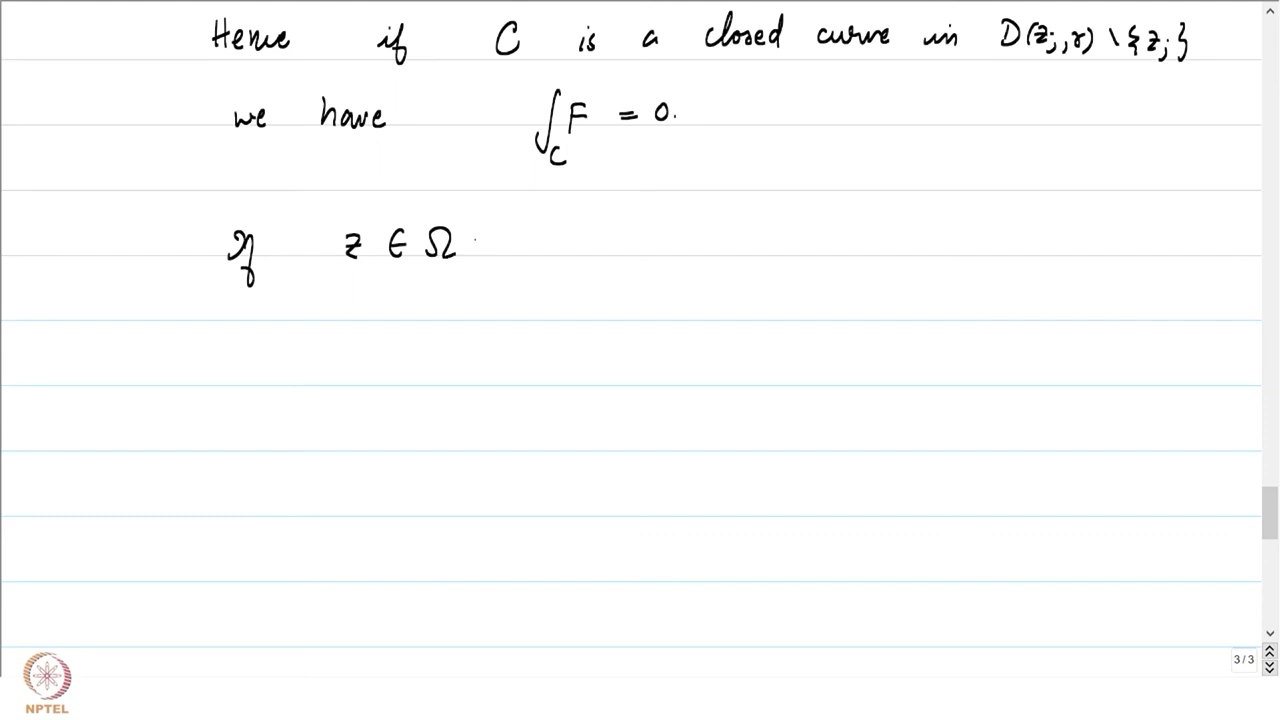 Hence if C is a closed curve in D(z_j, r) \ {z_j}
we have ∫_C F = 0.
If z ∈ Ω
3 / 3
NPTEL